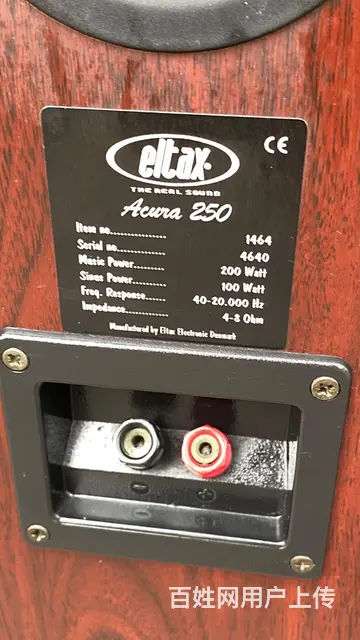 eltax.
CE
THE REAL SOUND
Acura 250
Item no................ 1464
Serial no.............. 4640
Music Power......... 200 Watt
Sinus Power.......... 100 Watt
Freq. Response..... 40-20.000 Hz
Impedance............ 4-8 Ohm
Manufactured by Eltax Electronic Denmark
- +
百姓网用户上传